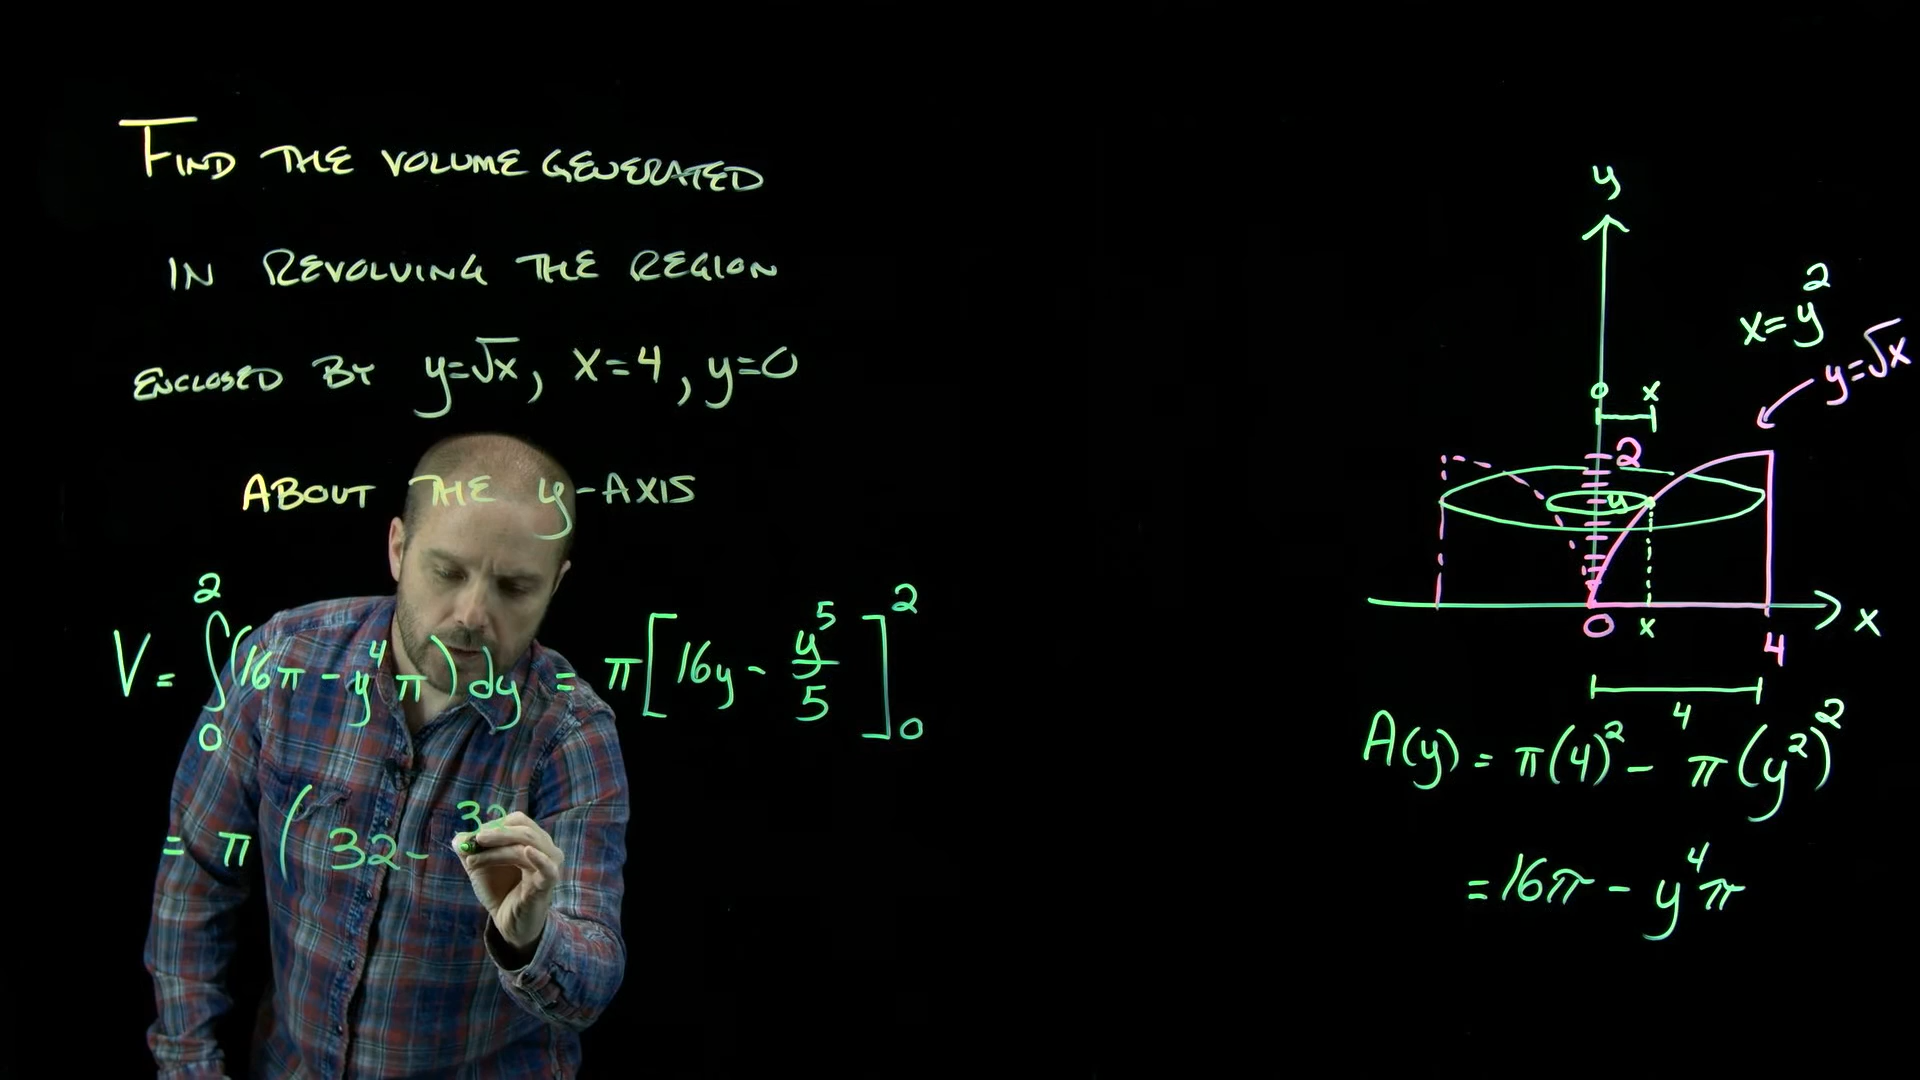 FIND THE VOLUME GENERATED
IN REVOLVING THE REGION
ENCLOSED BY y=√x, x=4, y=0
ABOUT THE y-AXIS
V = ∫₀² (16π - y⁴π) dy = π[16y - y⁵/5]₀²
= π( 32 - 32
y
x = y²
y=√x
0 x
2
y
0 x
4
x
4
A(y) = π(4)² - π(y²)²
= 16π - y⁴π